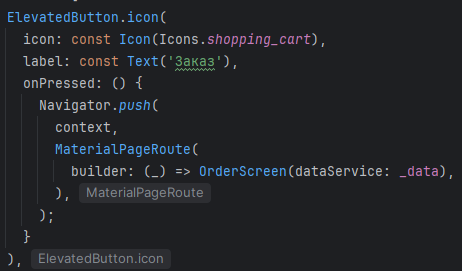 ElevatedButton.icon(
  icon: const Icon(Icons.shopping_cart),
  label: const Text('Заказ'),
  onPressed: () {
    Navigator.push(
      context,
      MaterialPageRoute(
        builder: (_) => OrderScreen(dataService: _data),
      ), MaterialPageRoute
    );
  }
), ElevatedButton.icon